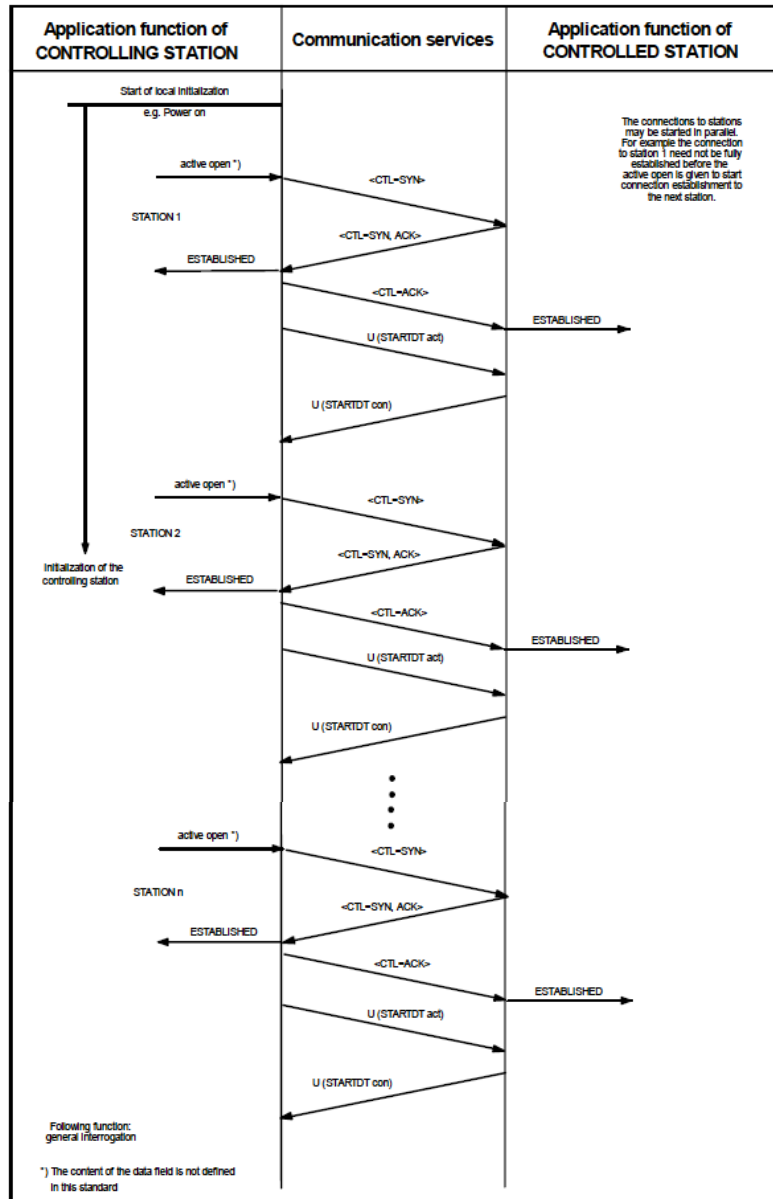 Application function of
CONTROLLING STATION
Communication services
Application function of
CONTROLLED STATION
Start of local initialization
e.g. Power on
The connections to stations
may be started in parallel.
For example the connection
to station 1 need not be fully
established before the
active open is given to start
connection establishment to
the next station.
active open *)
<CTL=SYN>
STATION 1
<CTL=SYN, ACK>
ESTABLISHED
<CTL=ACK>
ESTABLISHED
U (STARTDT act)
U (STARTDT con)
active open *)
<CTL=SYN>
STATION 2
<CTL=SYN, ACK>
Initialization of the
controlling station
ESTABLISHED
<CTL=ACK>
ESTABLISHED
U (STARTDT act)
U (STARTDT con)
active open *)
<CTL=SYN>
STATION n
<CTL=SYN, ACK>
ESTABLISHED
<CTL=ACK>
ESTABLISHED
U (STARTDT act)
U (STARTDT con)
Following function:
general interrogation
*) The content of the data field is not defined
in this standard